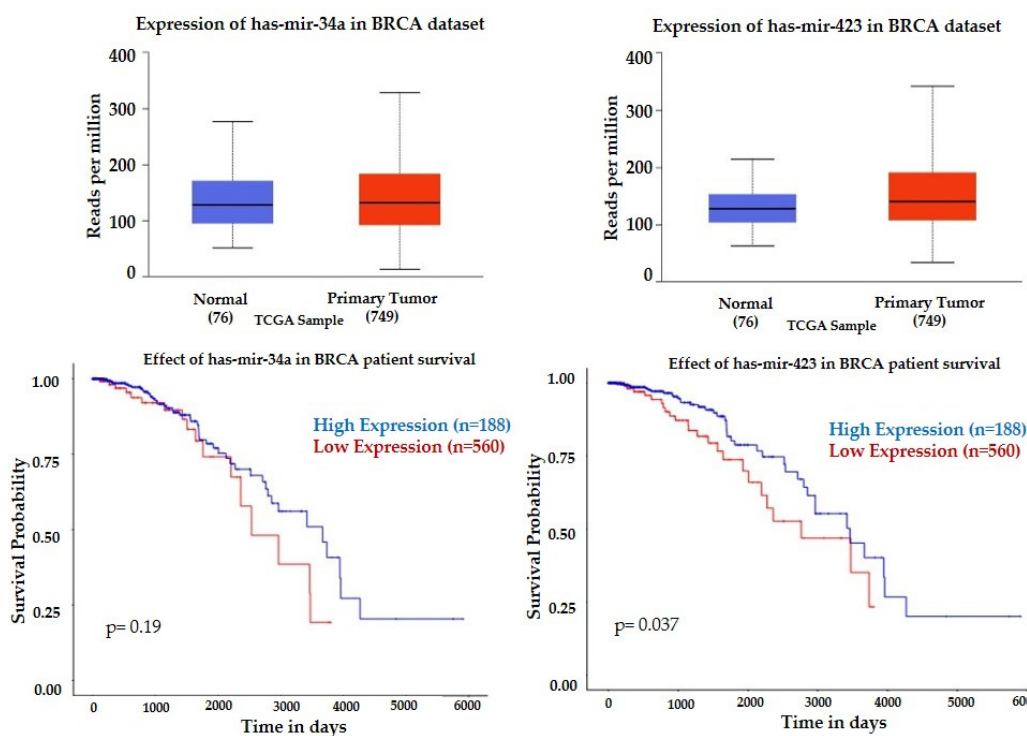 Expression of has-mir-34a in BRCA dataset
400
300
200
100
0
Reads per million
Normal
(76)
Primary Tumor
(749)
TCGA Sample
Expression of has-mir-423 in BRCA dataset
400
300
200
100
0
Reads per million
Normal
(76)
Primary Tumor
(749)
TCGA Sample
Effect of has-mir-34a in BRCA patient survival
1.00
0.75
0.50
0.25
0.00
Survival Probability
High Expression (n=188)
Low Expression (n=560)
p= 0.19
0 1000 2000 3000 4000 5000 6000
Time in days
Effect of has-mir-423 in BRCA patient survival
1.00
0.75
0.50
0.25
0.00
Survival Probability
High Expression (n=188)
Low Expression (n=560)
p= 0.037
0 1000 2000 3000 4000 5000 600
Time in days